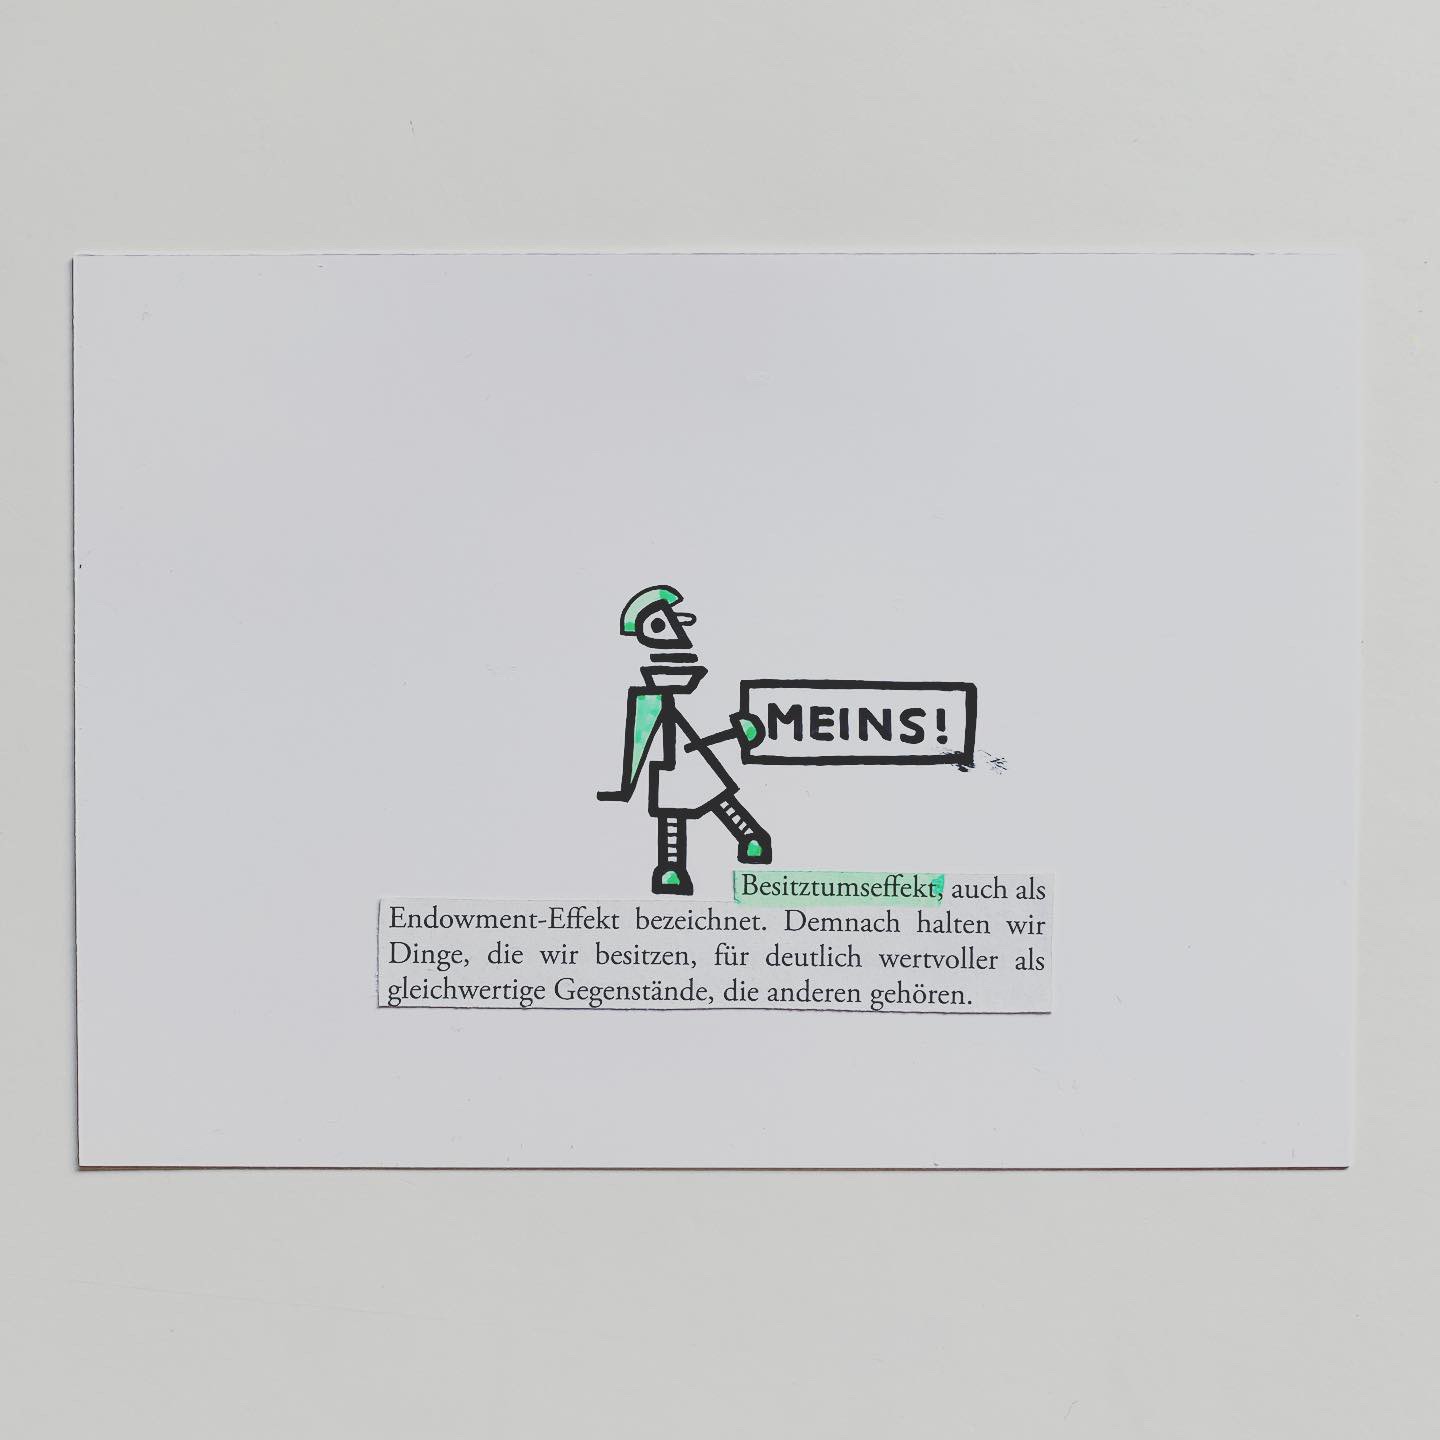 MEINS!
Besitztumseffekt, auch als
Endowment-Effekt bezeichnet. Demnach halten wir
Dinge, die wir besitzen, für deutlich wertvoller als
gleichwertige Gegenstände, die anderen gehören.